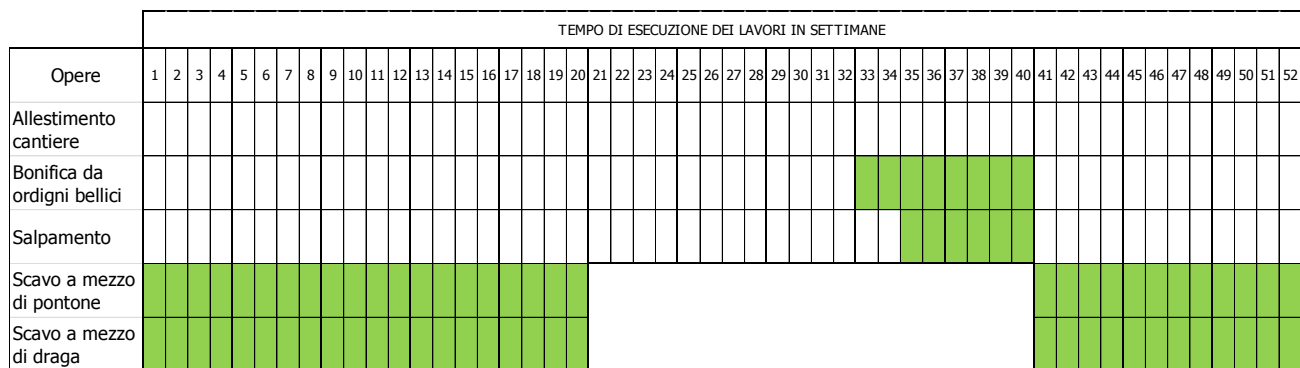 TEMPO DI ESECUZIONE DEI LAVORI IN SETTIMANE
Opere 1 2 3 4 5 6 7 8 9 10 11 12 13 14 15 16 17 18 19 20 21 22 23 24 25 26 27 28 29 30 31 32 33 34 35 36 37 38 39 40 41 42 43 44 45 46 47 48 49 50 51 52
Allestimento
cantiere
Bonifica da
ordigni bellici
Salpamento
Scavo a mezzo
di pontone
Scavo a mezzo
di draga